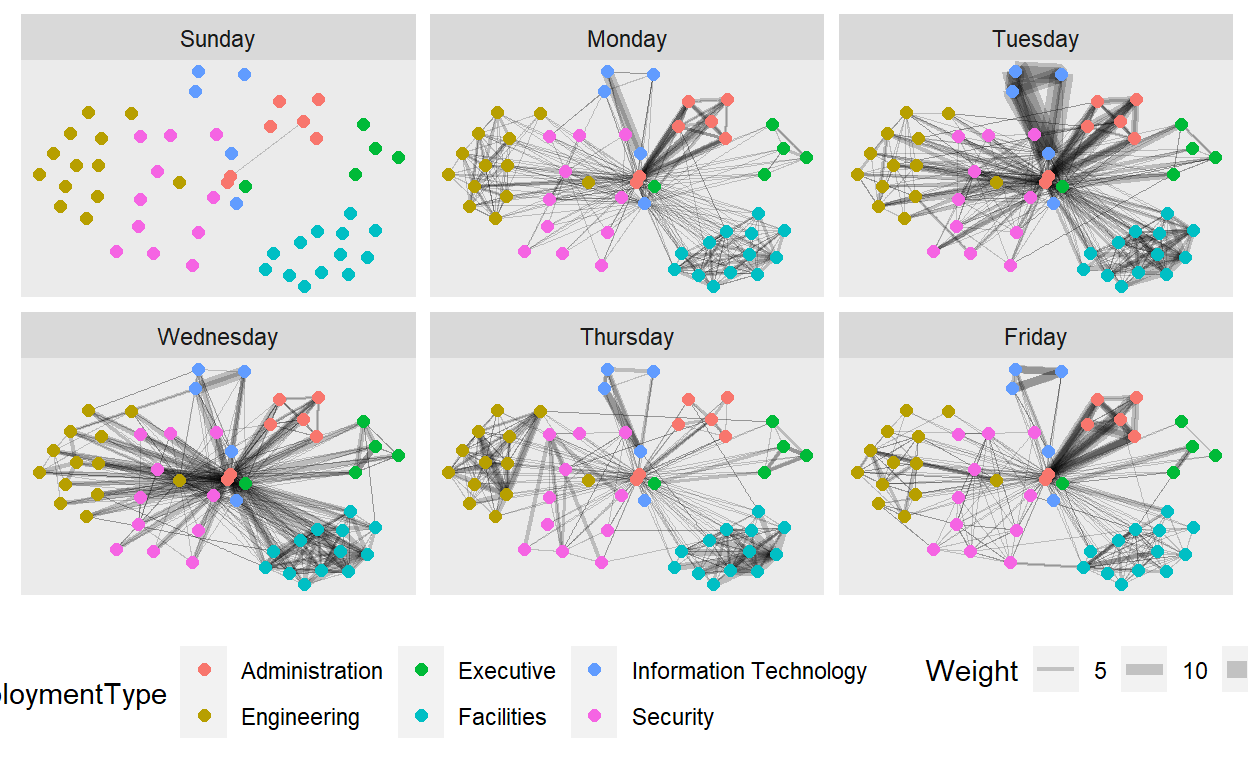 Sunday Monday Tuesday
Wednesday Thursday Friday
Administration Executive Information Technology Weight 5 10
loymentType
Engineering Facilities Security